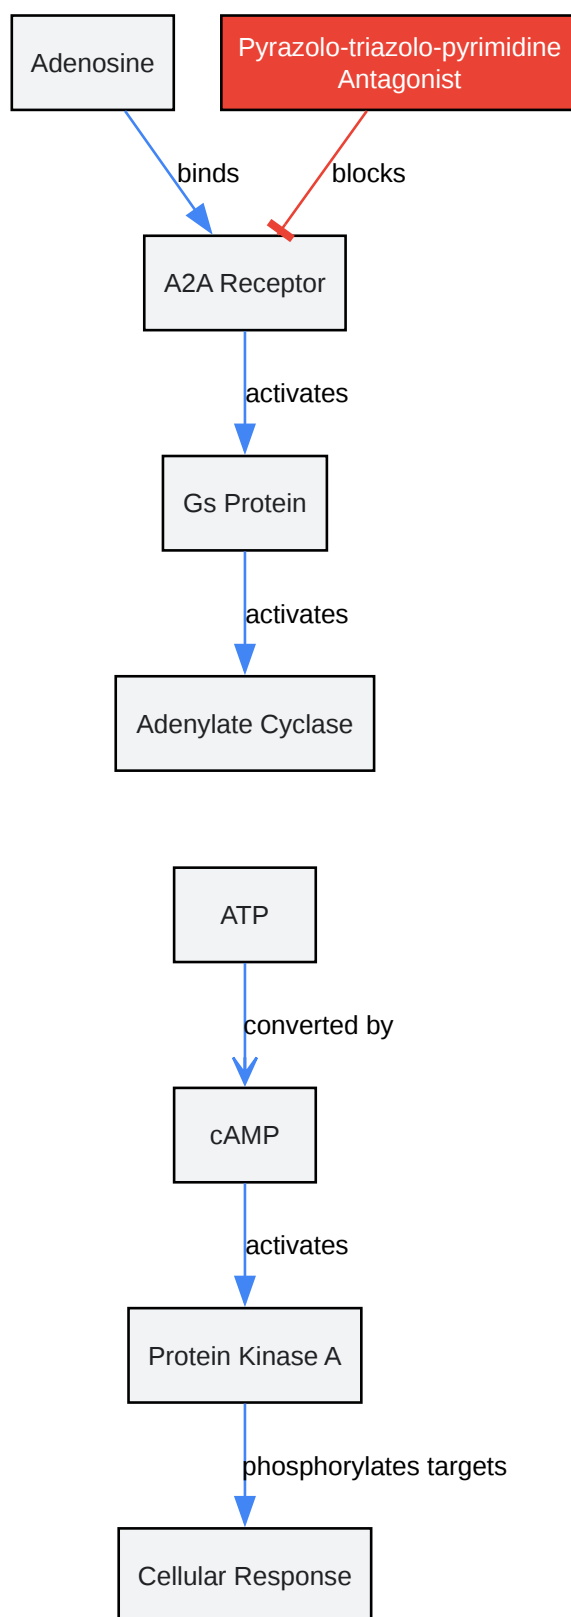 Adenosine
Pyrazolo-triazolo-pyrimidine
Antagonist
binds
blocks
A2A Receptor
activates
Gs Protein
activates
Adenylate Cyclase
ATP
converted by
cAMP
activates
Protein Kinase A
phosphorylates targets
Cellular Response